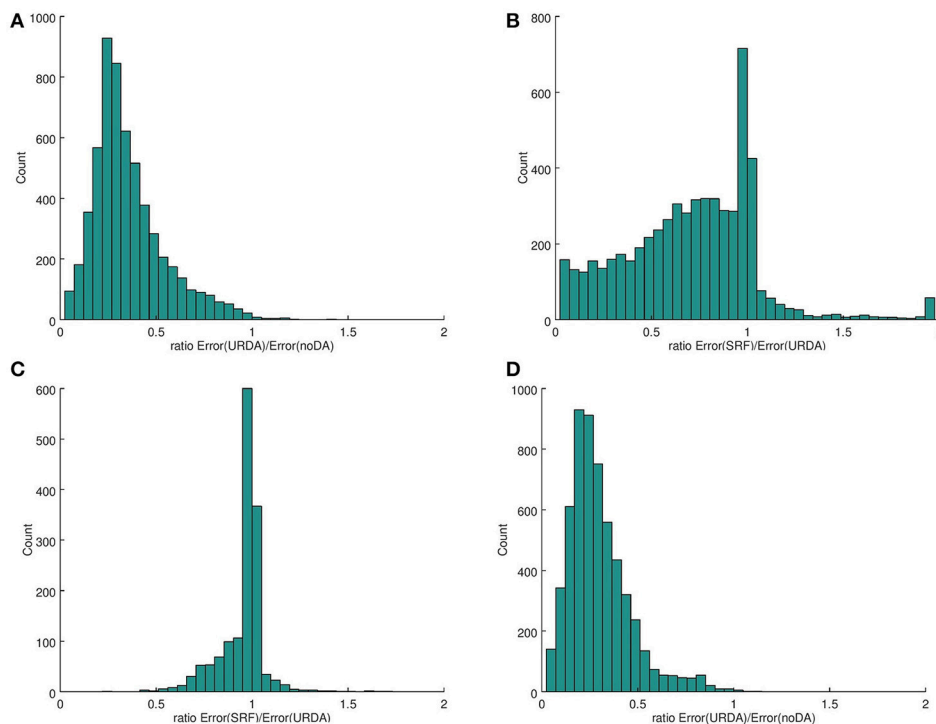 A
1000
800
600
400
200
0
Count
0 0.5 1 1.5 2
ratio Error(URDA)/Error(noDA)
B
800
600
400
200
0
Count
0 0.5 1 1.5
ratio Error(SRF)/Error(URDA)
C
600
500
400
300
200
100
0
Count
0 0.5 1 1.5 2
ratio Error(SRF)/Error(URDA)
D
1000
800
600
400
200
0
Count
0 0.5 1 1.5 2
ratio Error(URDA)/Error(noDA)